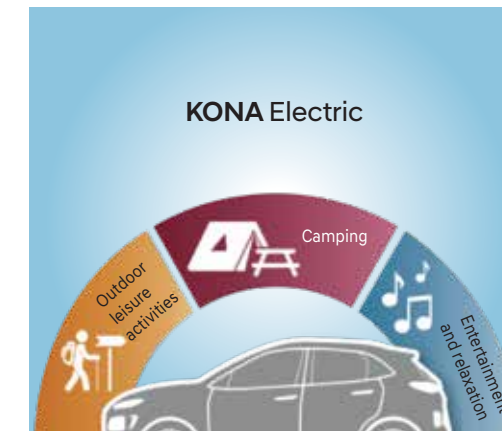 KONA Electric
Camping
Outdoor
leisure
activities
Entertainment
and relaxation